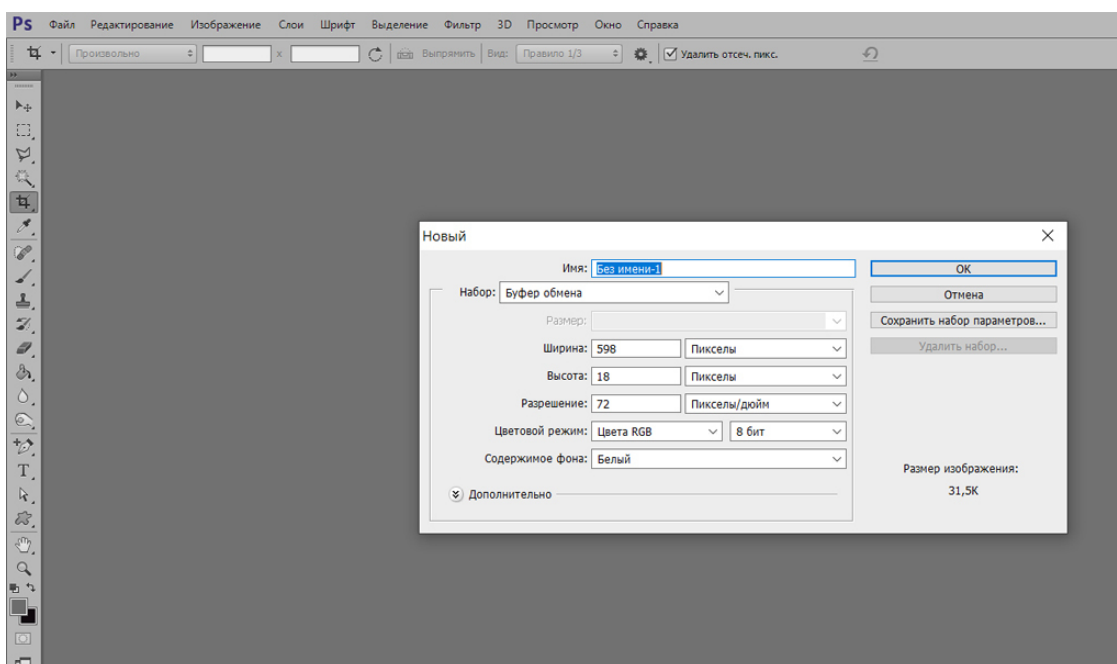 Ps Файл Редактирование Изображение Слои Шрифт Выделение Фильтр 3D Просмотр Окно Справка
Произвольно x Выпрямить Вид: Правило 1/3 Удалить отсеч. пикс.
Новый
Имя: Без имени-1 OK
Набор: Буфер обмена Отмена
Размер: Сохранить набор параметров...
Ширина: 598 Пикселы Удалить набор...
Высота: 18 Пикселы
Разрешение: 72 Пикселы/дюйм
Цветовой режим: Цвета RGB 8 бит
Содержимое фона: Белый
Размер изображения:
Дополнительно 31,5K
T